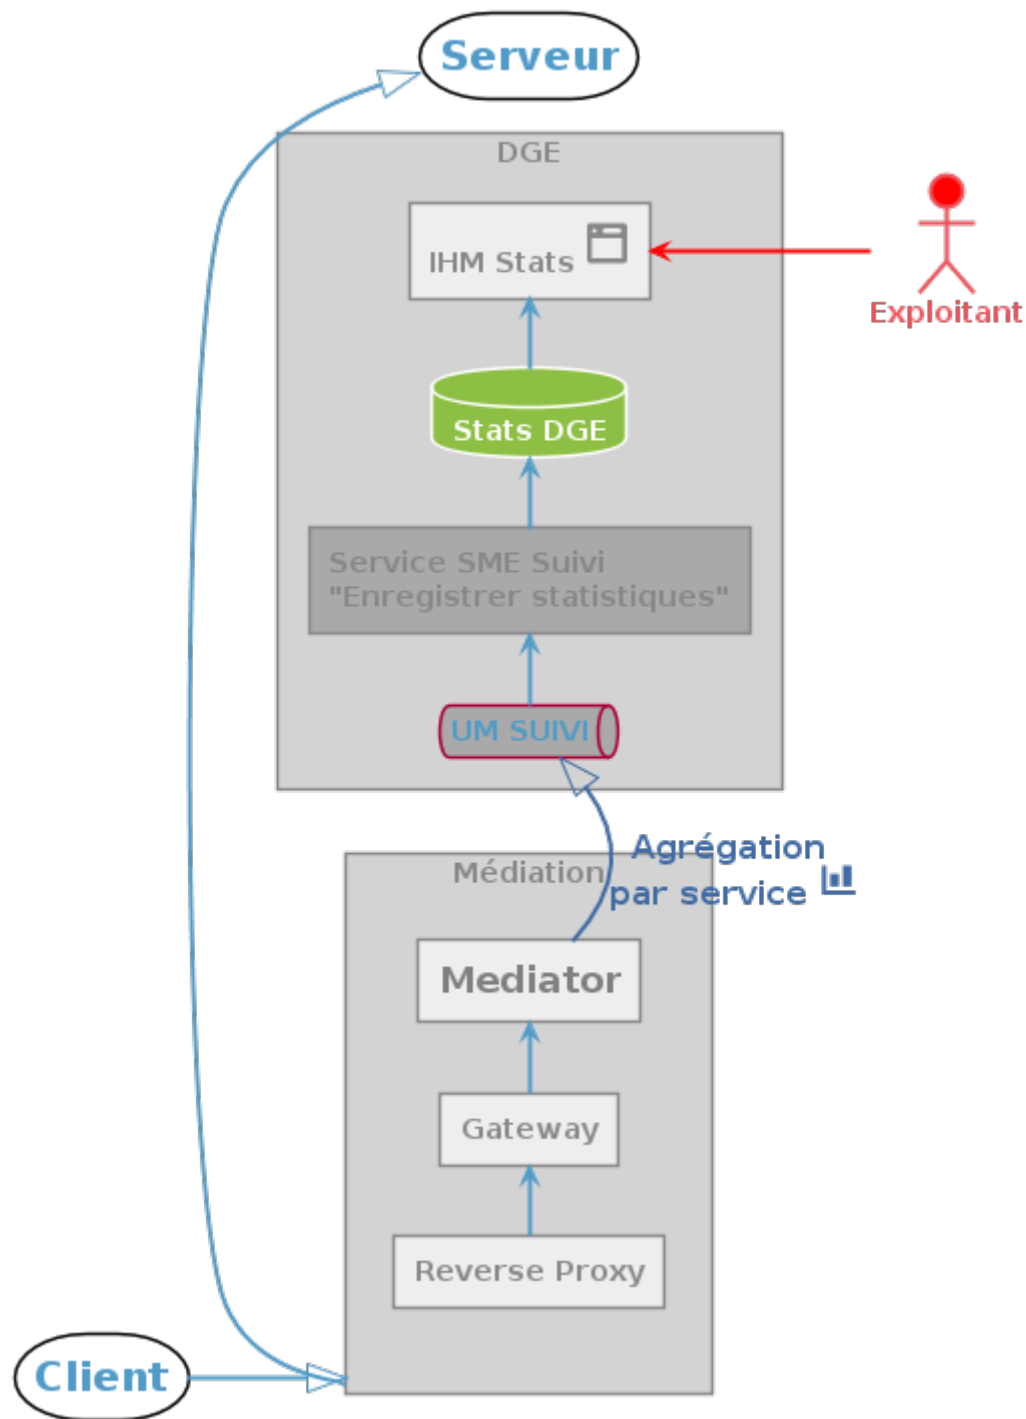 Serveur
DGE
IHM Stats
Exploitant
Stats DGE
Service SME Suivi
"Enregistrer statistiques"
UM SUIVI
Agrégation
par service
Médiation
Mediator
Gateway
Reverse Proxy
Client